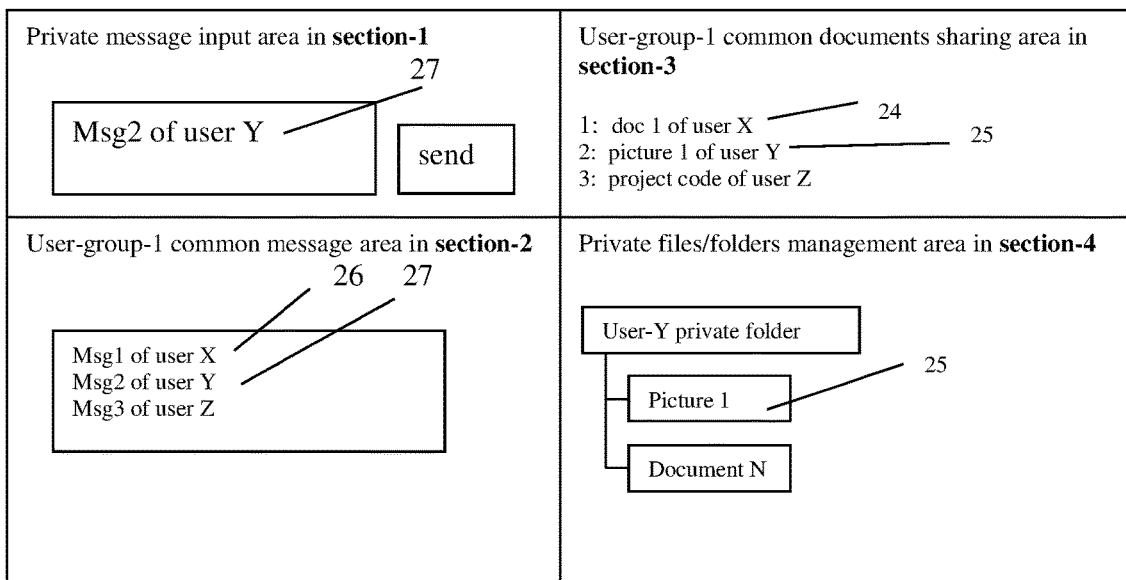 Private message input area in section-1
27
Msg2 of user Y
send
User-group-1 common documents sharing area in
section-3
1: doc 1 of user X
24
2: picture 1 of user Y
25
3: project code of user Z
User-group-1 common message area in section-2
26 27
Msg1 of user X
Msg2 of user Y
Msg3 of user Z
Private files/folders management area in section-4
User-Y private folder
25
Picture 1
Document N